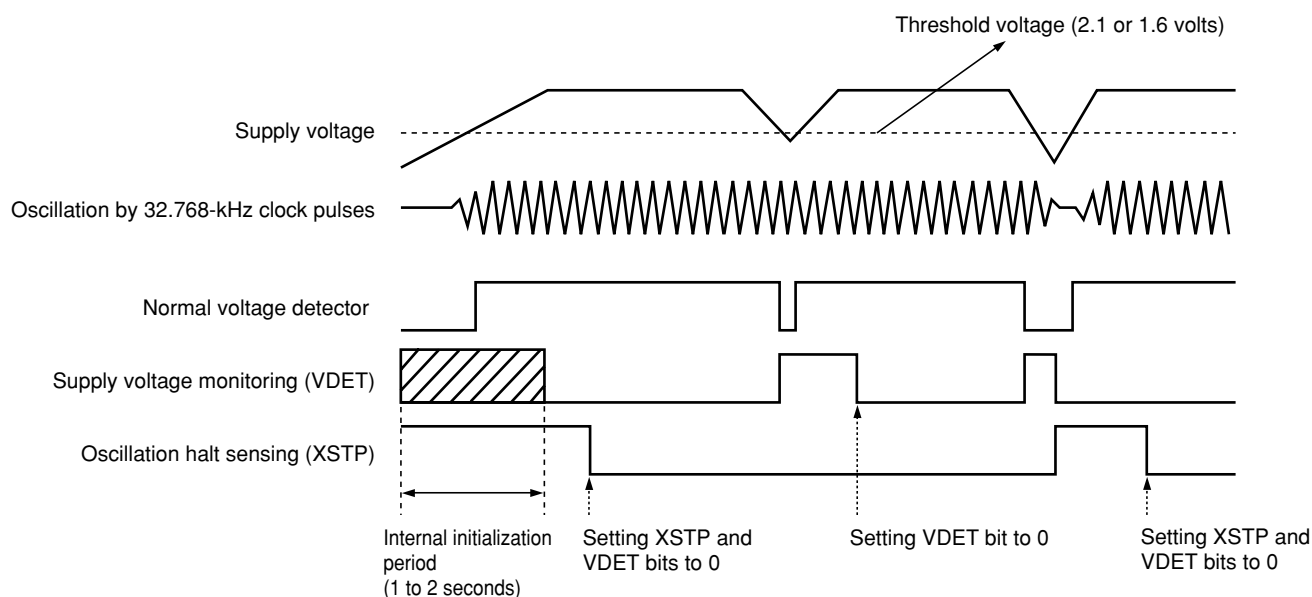 Threshold voltage (2.1 or 1.6 volts)
Supply voltage
Oscillation by 32.768-kHz clock pulses
Normal voltage detector
Supply voltage monitoring (VDET)
Oscillation halt sensing (XSTP)
Internal initialization
period
(1 to 2 seconds)
Setting XSTP and
VDET bits to 0
Setting VDET bit to 0
Setting XSTP and
VDET bits to 0